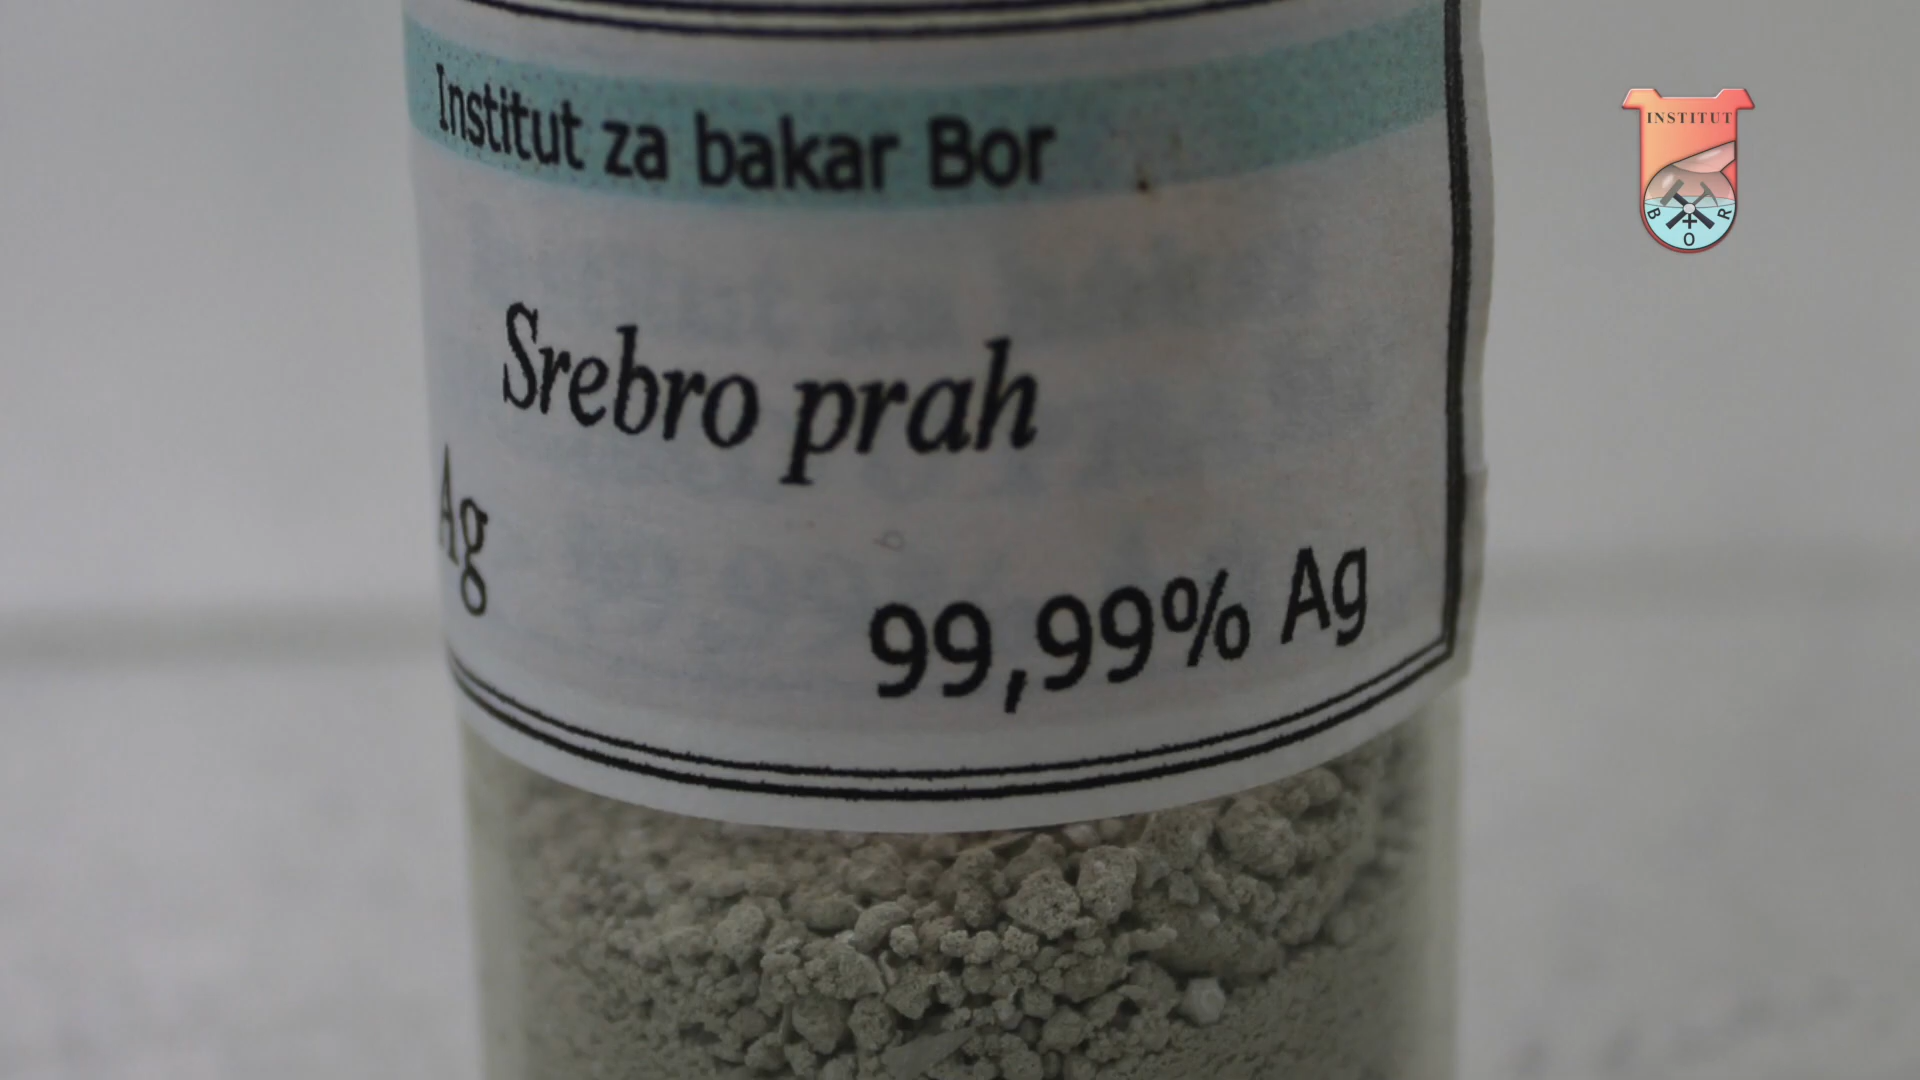 Institut za bakar Bor
Srebro prah
Ag
99,99% Ag
INSTITUT
B O R